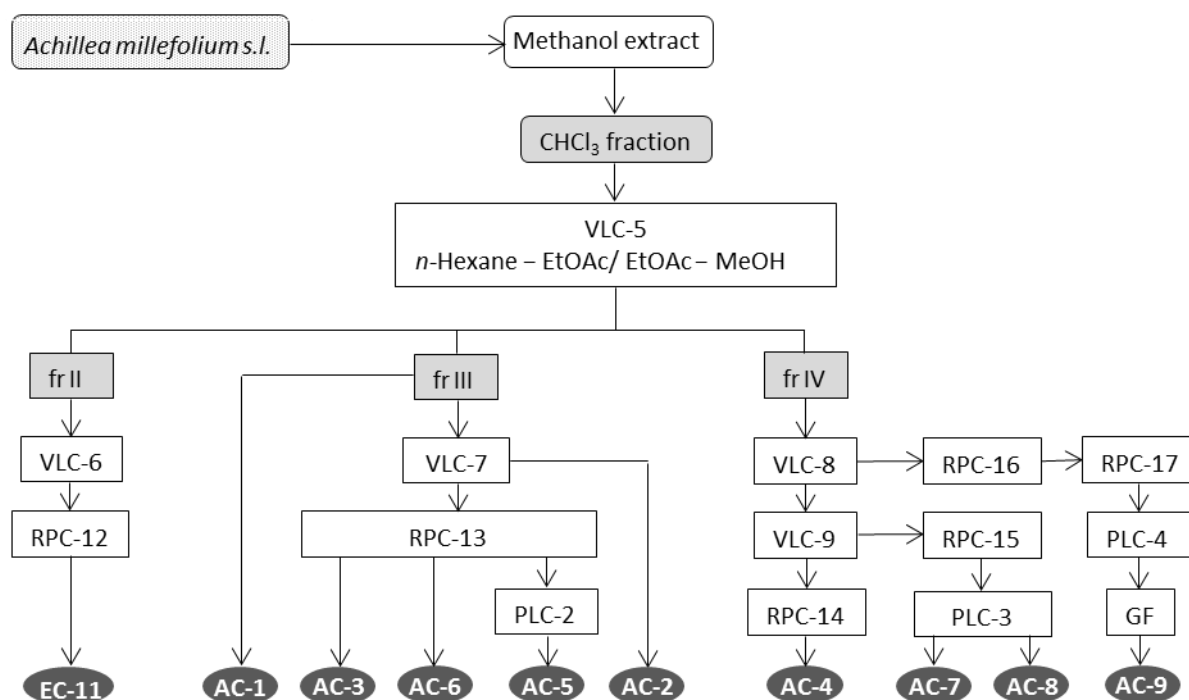 Achillea millefolium s.l.
Methanol extract
CHCl₃ fraction
VLC-5
n-Hexane – EtOAc/ EtOAc – MeOH
fr II
fr III
fr IV
VLC-6
VLC-7
VLC-8
RPC-16
RPC-17
RPC-12
RPC-13
VLC-9
RPC-15
PLC-4
PLC-2
RPC-14
PLC-3
GF
EC-11
AC-1
AC-3
AC-6
AC-5
AC-2
AC-4
AC-7
AC-8
AC-9